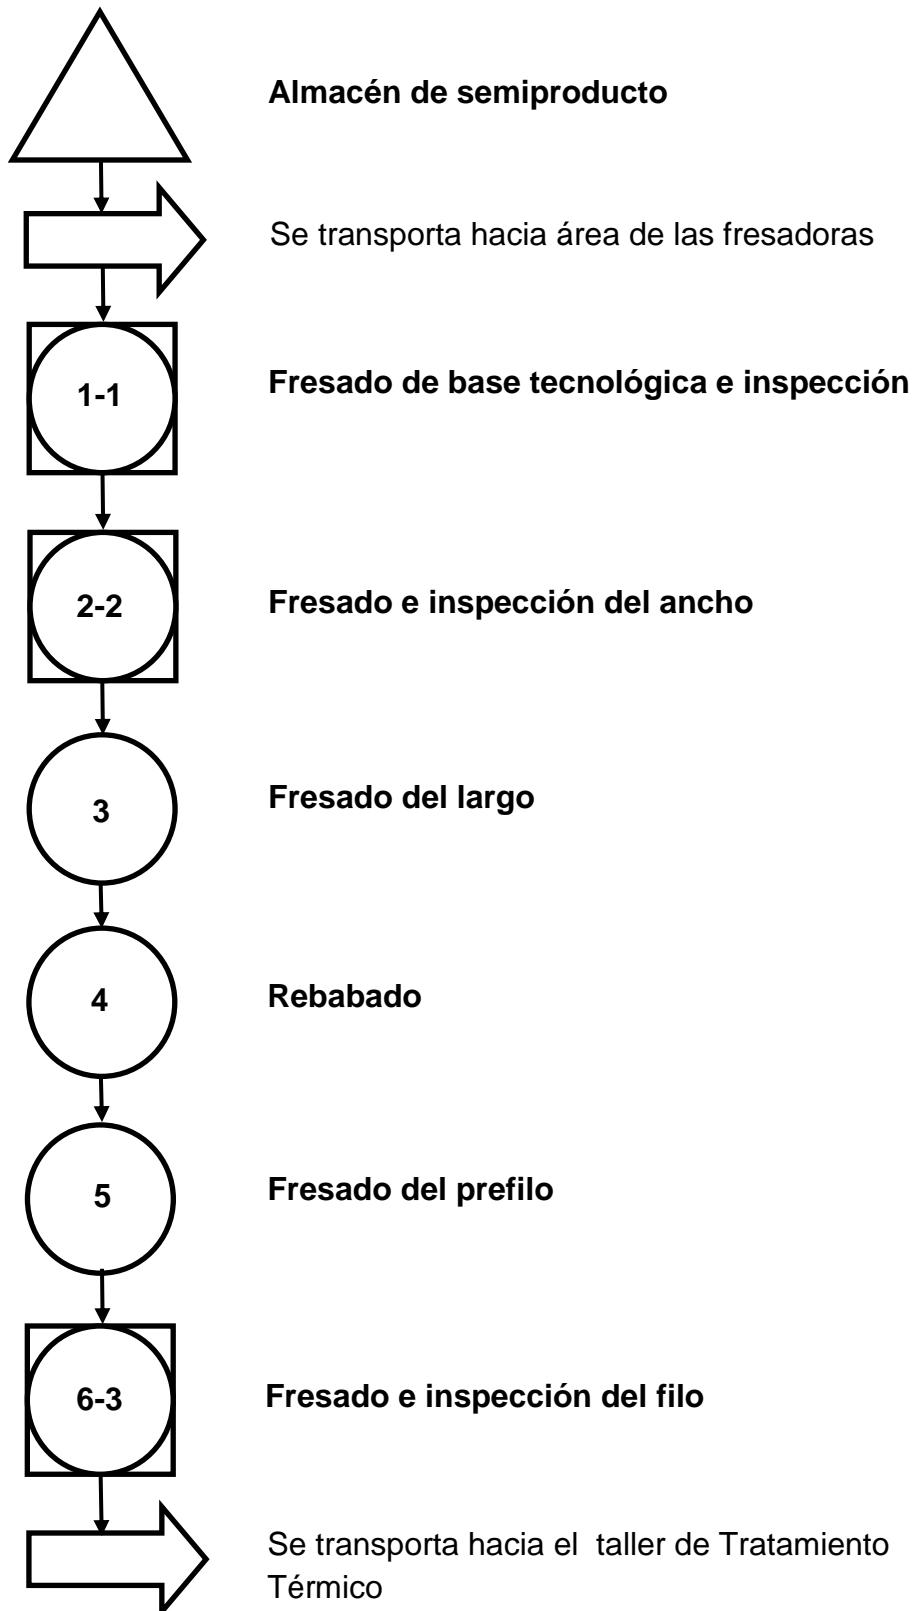 Almacén de semiproducto
Se transporta hacia área de las fresadoras
1-1
Fresado de base tecnológica e inspección
2-2
Fresado e inspección del ancho
3
Fresado del largo
4
Rebabado
5
Fresado del prefilo
6-3
Fresado e inspección del filo
Se transporta hacia el  taller de Tratamiento
Térmico